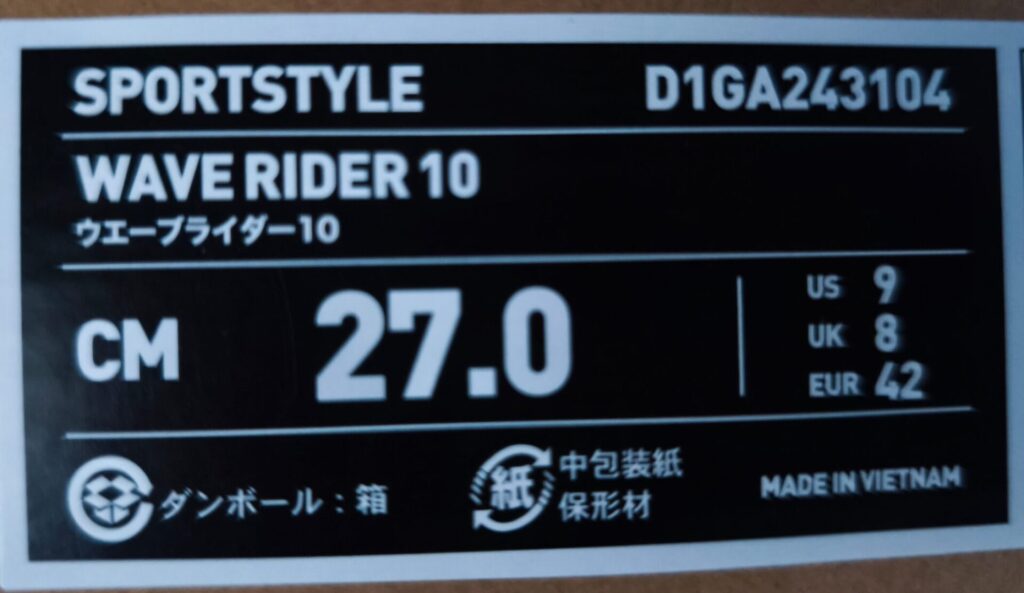 SPORTSTYLE D1GA243104
WAVE RIDER 10
ウエーブライダー10
CM 27.0
US 9
UK 8
EUR 42
ダンボール：箱
紙
中包装紙
保形材
MADE IN VIETNAM